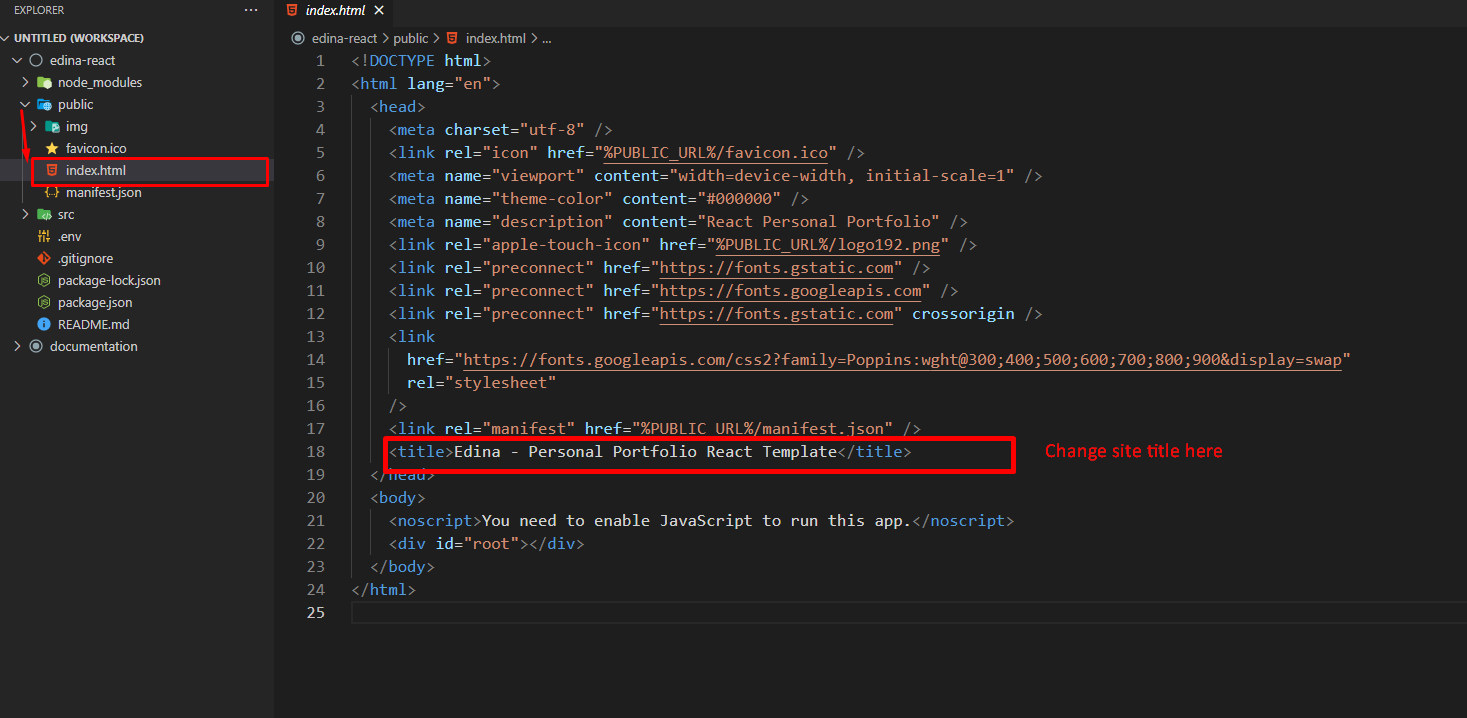 EXPLORER
UNTITLED (WORKSPACE)
edina-react
node_modules
public
img
favicon.ico
index.html
manifest.json
src
.env
.gitignore
package-lock.json
package.json
README.md
documentation
index.html
edina-react > public > index.html > ...
1 <!DOCTYPE html>
2 <html lang="en">
3 <head>
4 <meta charset="utf-8" />
5 <link rel="icon" href="%PUBLIC_URL%/favicon.ico" />
6 <meta name="viewport" content="width=device-width, initial-scale=1" />
7 <meta name="theme-color" content="#000000" />
8 <meta name="description" content="React Personal Portfolio" />
9 <link rel="apple-touch-icon" href="%PUBLIC_URL%/logo192.png" />
10 <link rel="preconnect" href="https://fonts.gstatic.com" />
11 <link rel="preconnect" href="https://fonts.googleapis.com" />
12 <link rel="preconnect" href="https://fonts.gstatic.com" crossorigin />
13 <link
14 href="https://fonts.googleapis.com/css2?family=Poppins:wght@300;400;500;600;700;800;900&display=swap"
15 rel="stylesheet"
16 />
17 <link rel="manifest" href="%PUBLIC_URL%/manifest.json" />
18 <title>Edina - Personal Portfolio React Template</title>
Change site title here
19 </head>
20 <body>
21 <noscript>You need to enable JavaScript to run this app.</noscript>
22 <div id="root"></div>
23 </body>
24 </html>
25